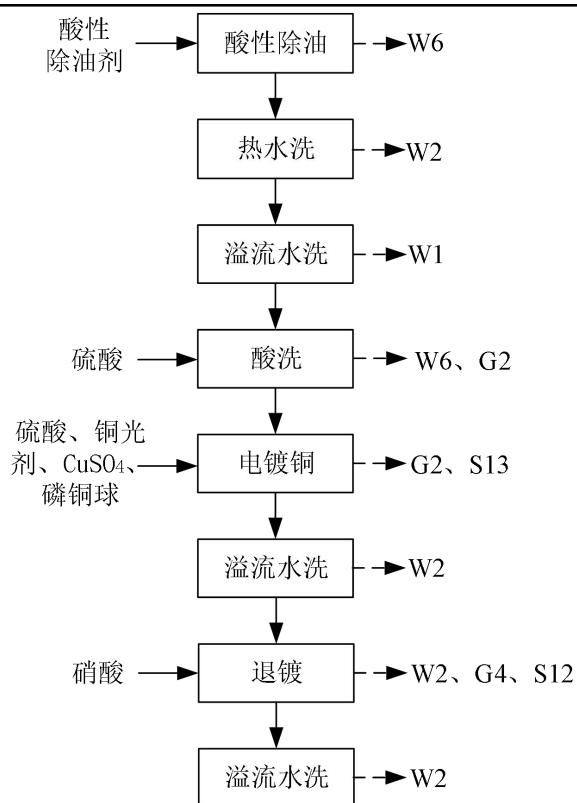 酸性
除油剂
酸性除油
W6
热水洗
W2
溢流水洗
W1
硫酸
酸洗
W6、G2
硫酸、铜光
剂、CuSO₄、
磷铜球
电镀铜
G2、S13
溢流水洗
W2
硝酸
退镀
W2、G4、S12
溢流水洗
W2